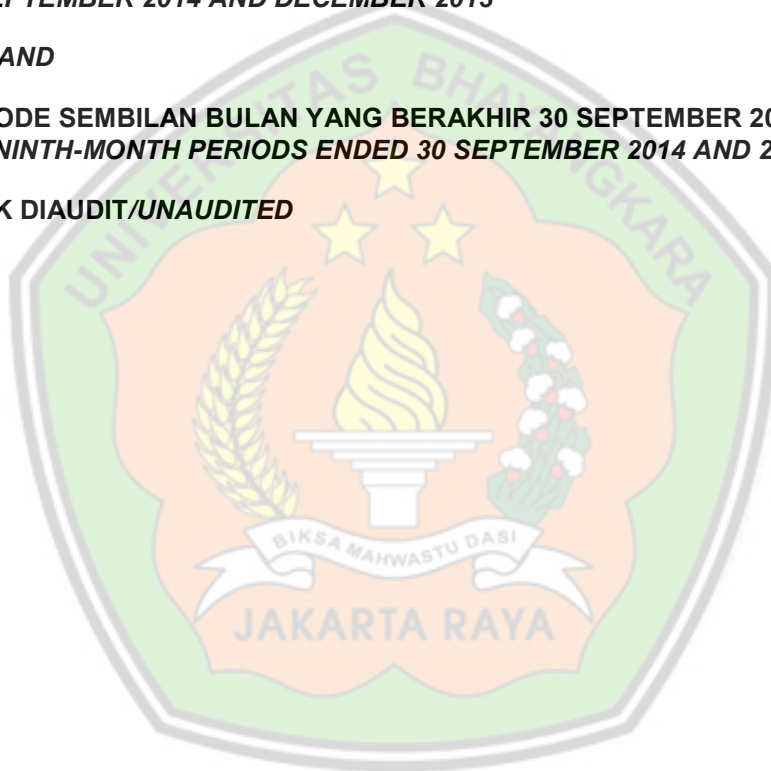 SEPTEMBER 2014 AND DECEMBER 2013
AND
ODE SEMBILAN BULAN YANG BERAKHIR 30 SEPTEMBER 20
NINTH-MONTH PERIODS ENDED 30 SEPTEMBER 2014 AND 2
K DIAUDIT/UNAUDITED
UNIVERSITAS BHAYANGKARA
BIKSA MAHWASTU DASI
JAKARTA RAYA